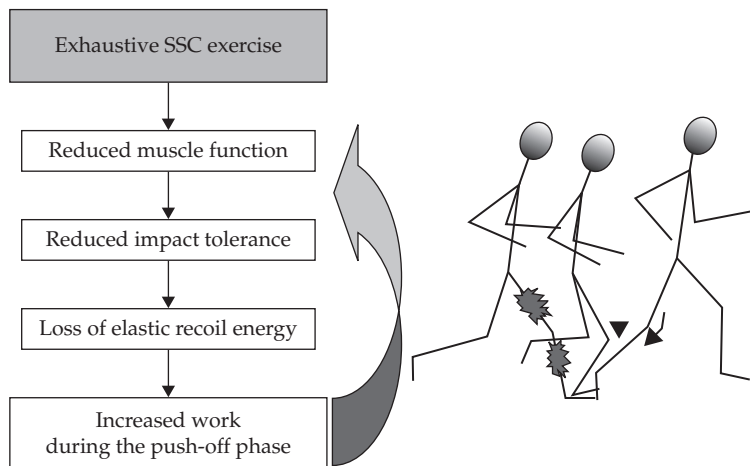 Exhaustive SSC exercise
Reduced muscle function
Reduced impact tolerance
Loss of elastic recoil energy
Increased work
during the push-off phase